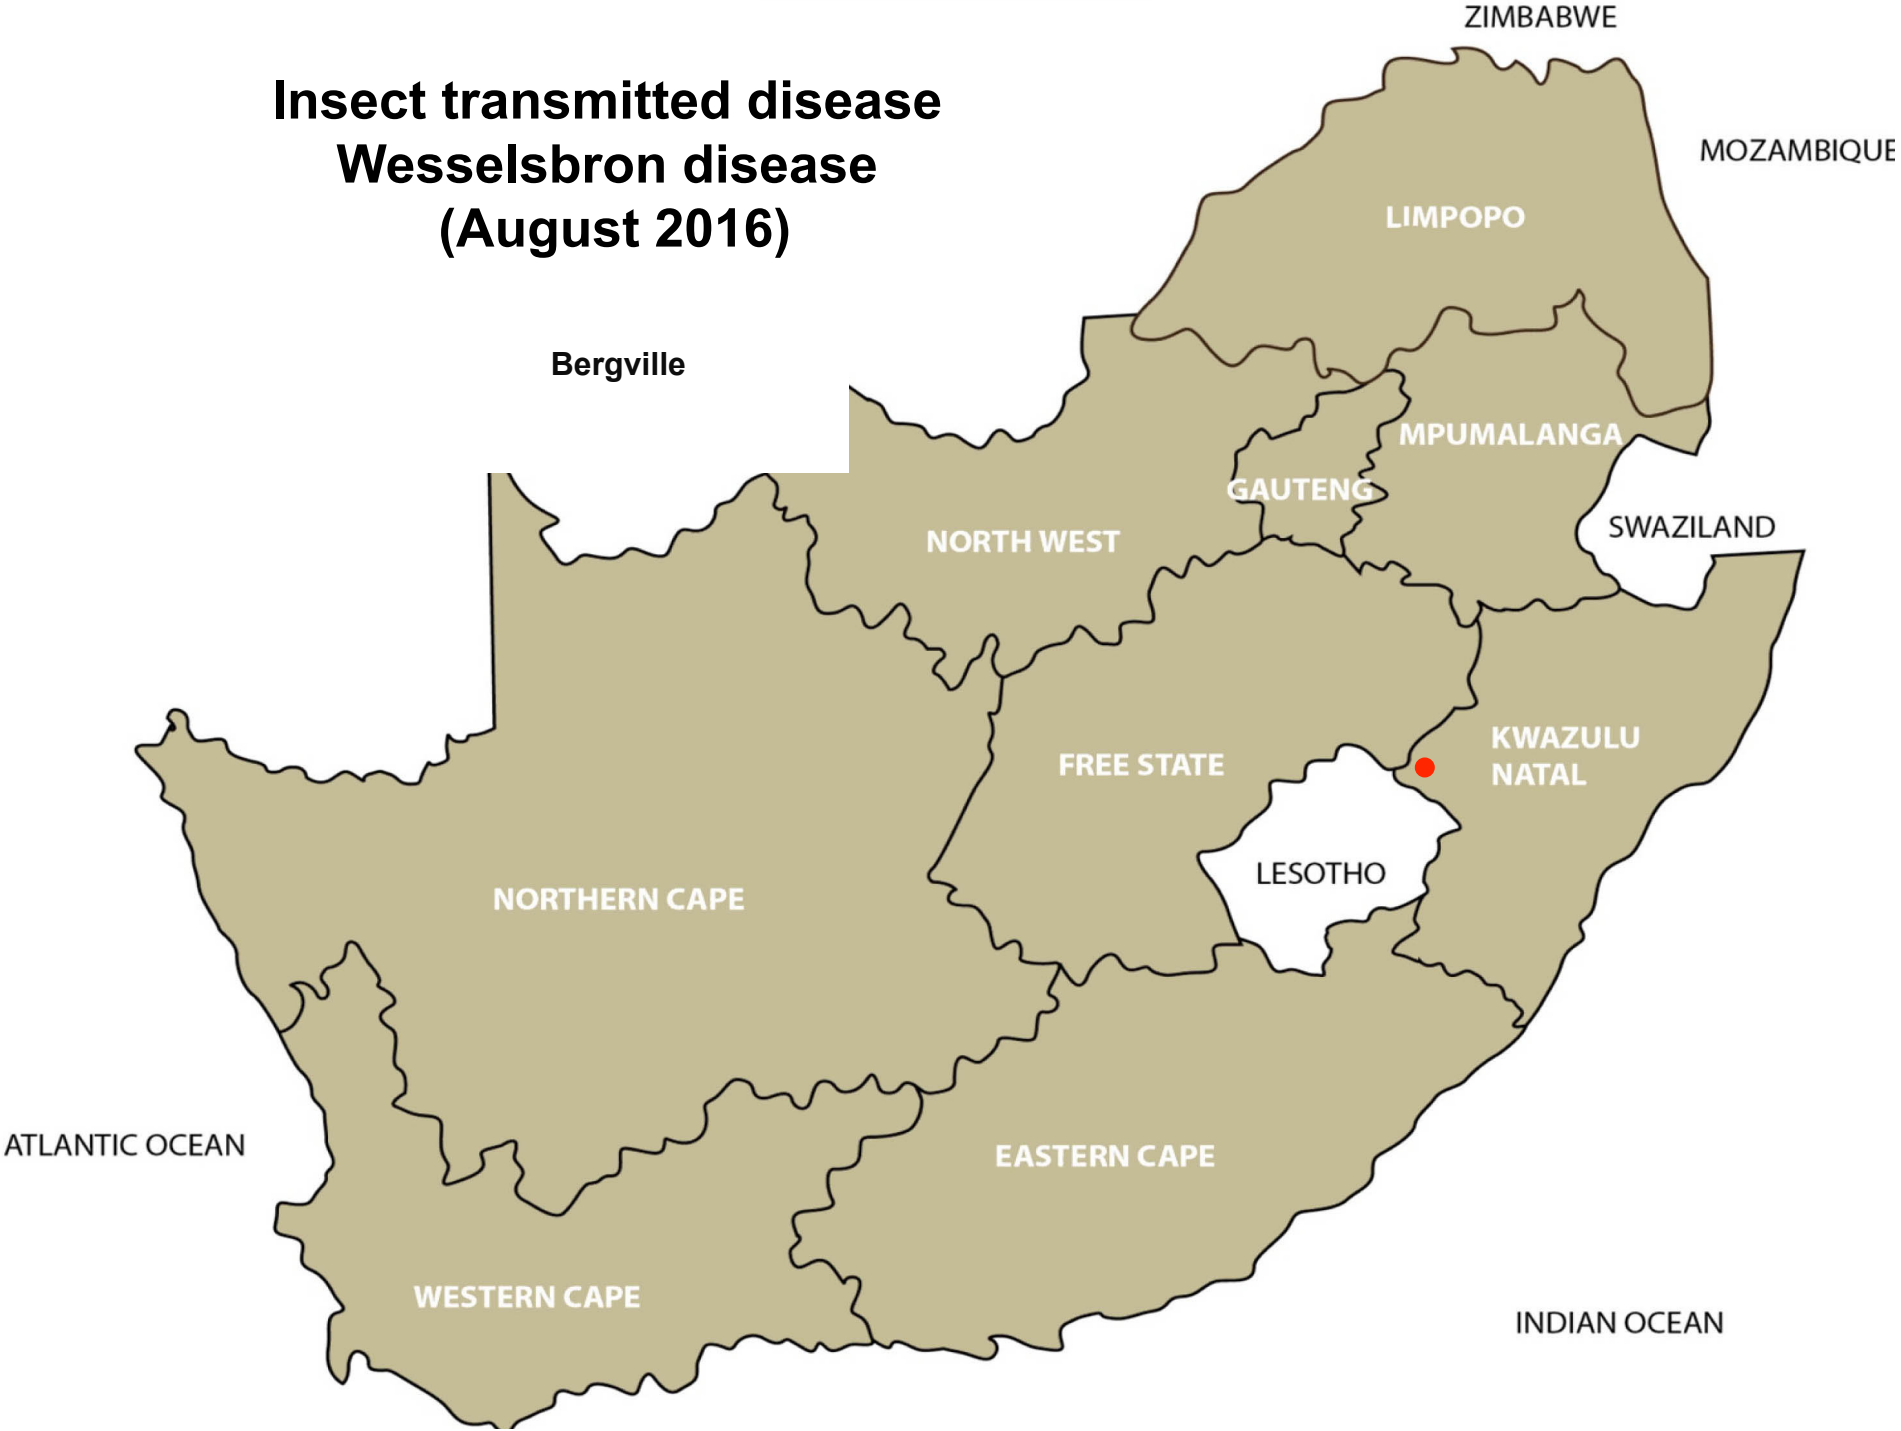 ZIMBABWE
Insect transmitted disease
Wesselsbron disease
(August 2016)
MOZAMBIQUE
LIMPOPO
Bergville
MPUMALANGA
GAUTENG
NORTH WEST
SWAZILAND
KWAZULU
NATAL
FREE STATE
LESOTHO
NORTHERN CAPE
ATLANTIC OCEAN
EASTERN CAPE
WESTERN CAPE
INDIAN OCEAN